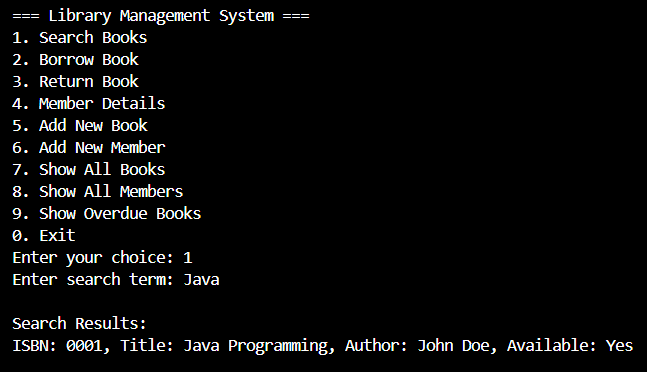 === Library Management System ===
1. Search Books
2. Borrow Book
3. Return Book
4. Member Details
5. Add New Book
6. Add New Member
7. Show All Books
8. Show All Members
9. Show Overdue Books
0. Exit
Enter your choice: 1
Enter search term: Java
Search Results:
ISBN: 0001, Title: Java Programming, Author: John Doe, Available: Yes